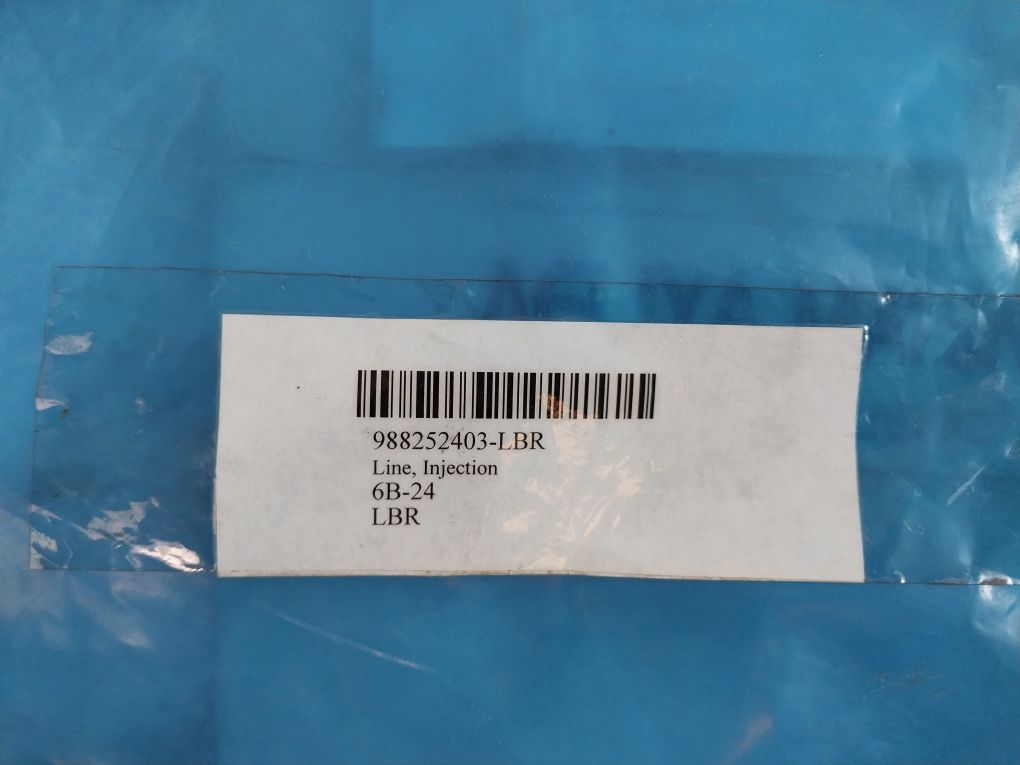 988252403-LBR
Line, Injection
6B-24
LBR